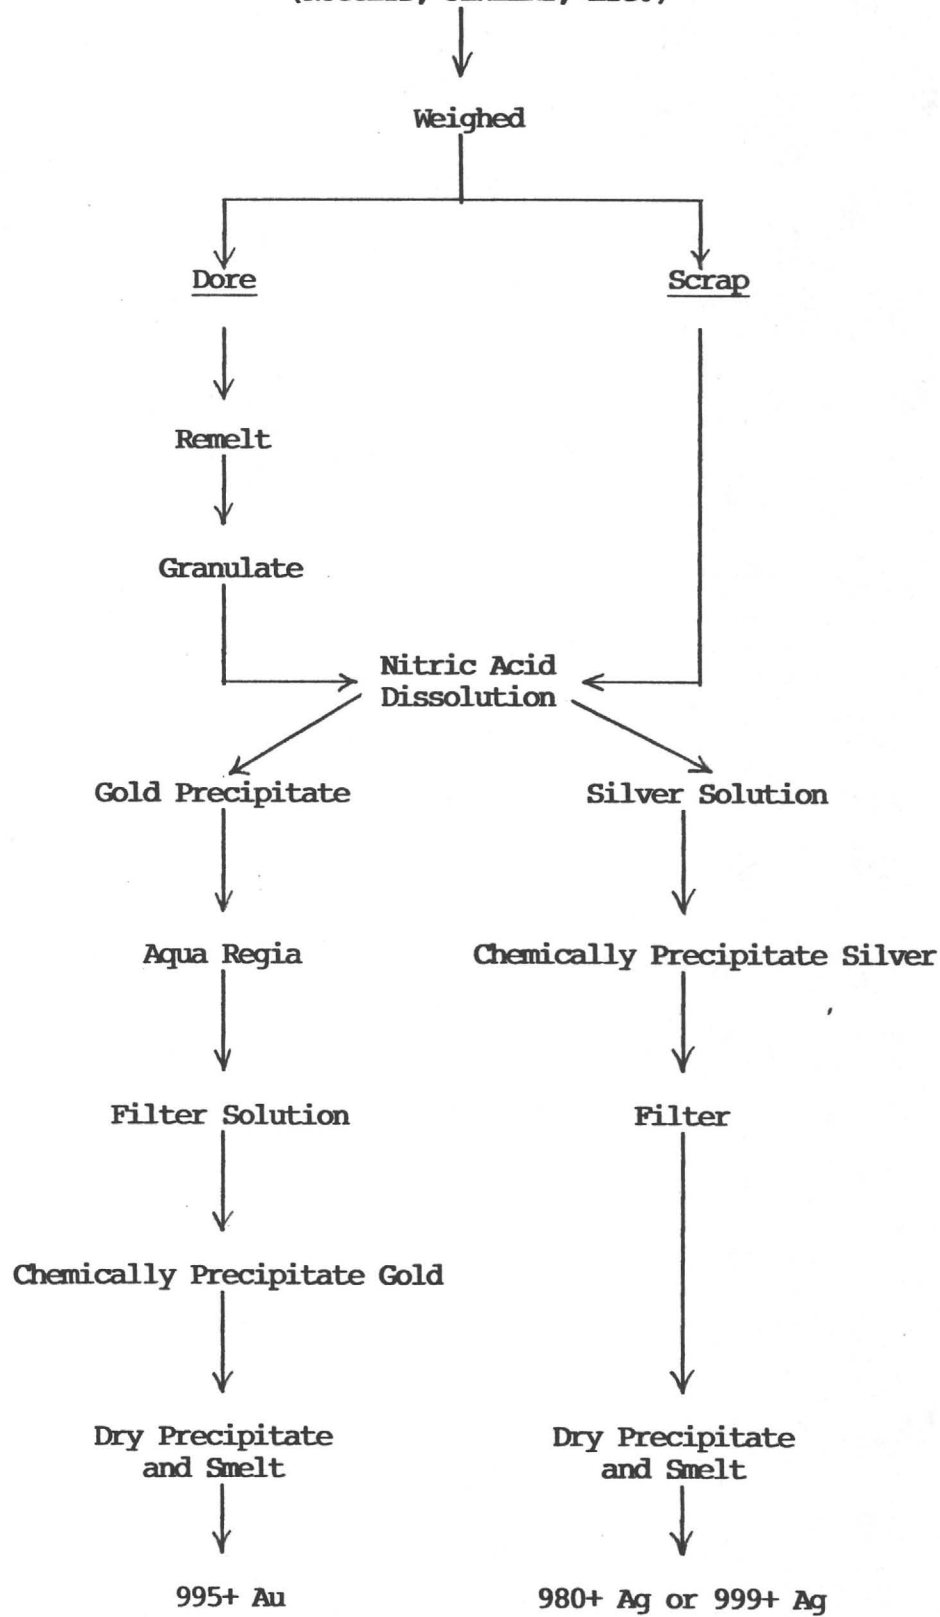 Weighed
Dore
Scrap
Remelt
Granulate
Nitric Acid
Dissolution
Gold Precipitate
Silver Solution
Aqua Regia
Chemically Precipitate Silver
Filter Solution
Filter
Chemically Precipitate Gold
Dry Precipitate
and Smelt
Dry Precipitate
and Smelt
995+ Au
980+ Ag or 999+ Ag